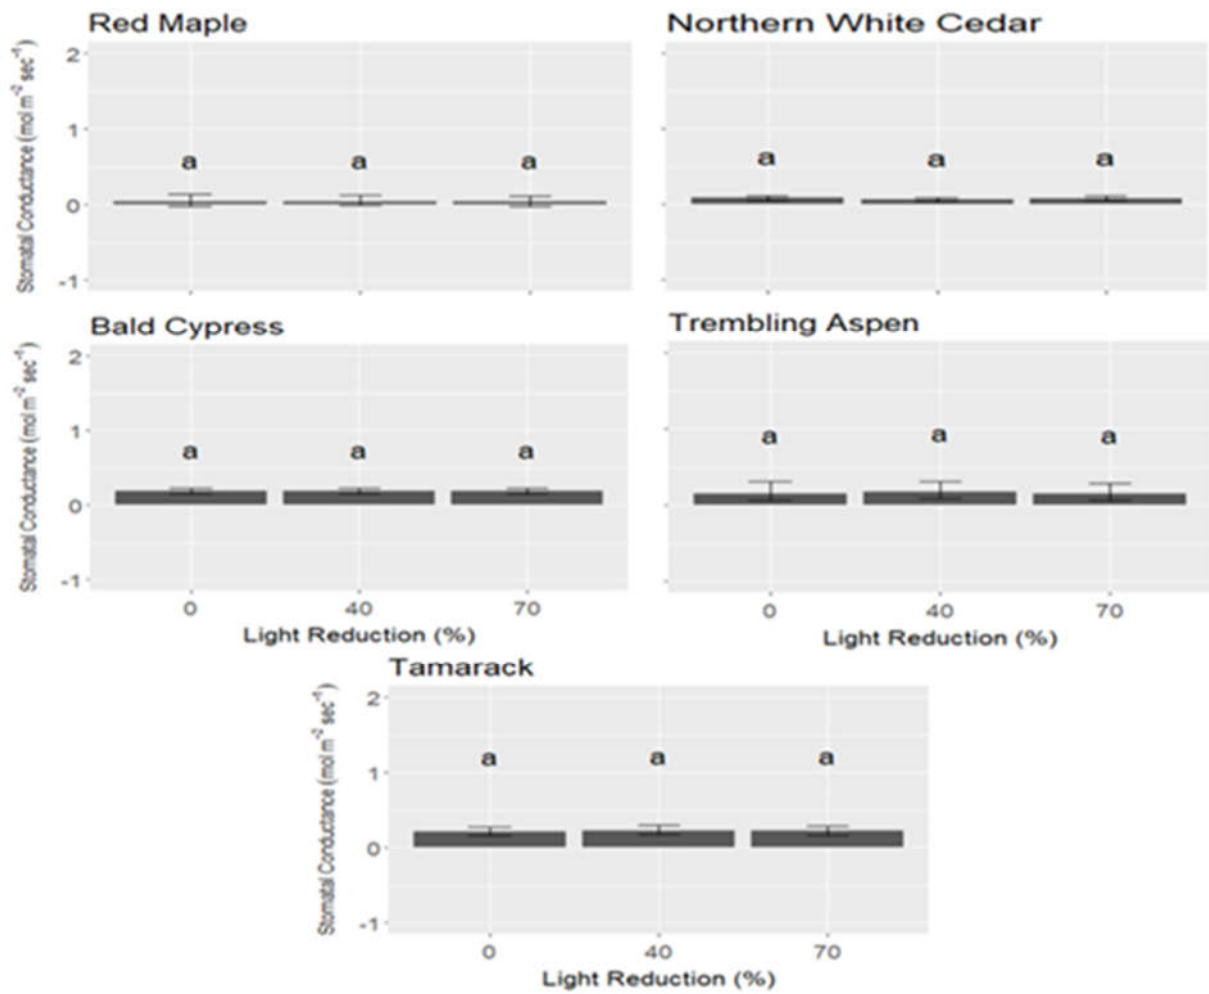 Red Maple
Northern White Cedar
Stomatal Conductance (mol m⁻² sec⁻¹)
2
1
0
-1
a a a
a a a
Bald Cypress
Trembling Aspen
Stomatal Conductance (mol m⁻² sec⁻¹)
2
1
0
-1
a a a
a a a
0 40 70
0 40 70
Light Reduction (%)
Light Reduction (%)
Tamarack
Stomatal Conductance (mol m⁻² sec⁻¹)
2
1
0
-1
a a a
0 40 70
Light Reduction (%)